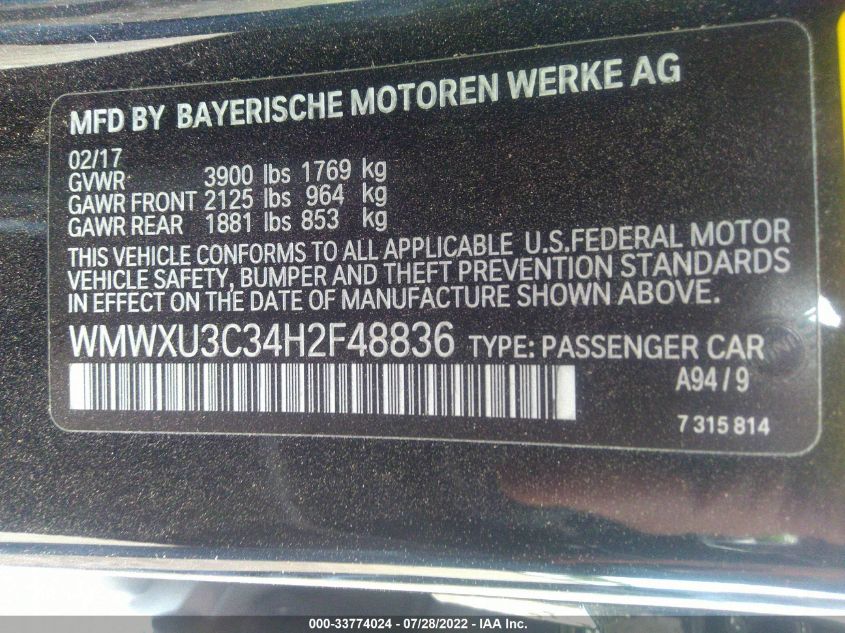 MFD BY BAYERISCHE MOTOREN WERKE AG
02/17
GVWR 3900 lbs 1769 kg
GAWR FRONT 2125 lbs 964 kg
GAWR REAR 1881 lbs 853 kg
THIS VEHICLE CONFORMS TO ALL APPLICABLE U.S.FEDERAL MOTOR
VEHICLE SAFETY, BUMPER AND THEFT PREVENTION STANDARDS
IN EFFECT ON THE DATE OF MANUFACTURE SHOWN ABOVE.
WMWXU3C34H2F48836 TYPE: PASSENGER CAR
A94 / 9
7 315 814
000-33774024 / 07/28/2022 - IAA Inc.